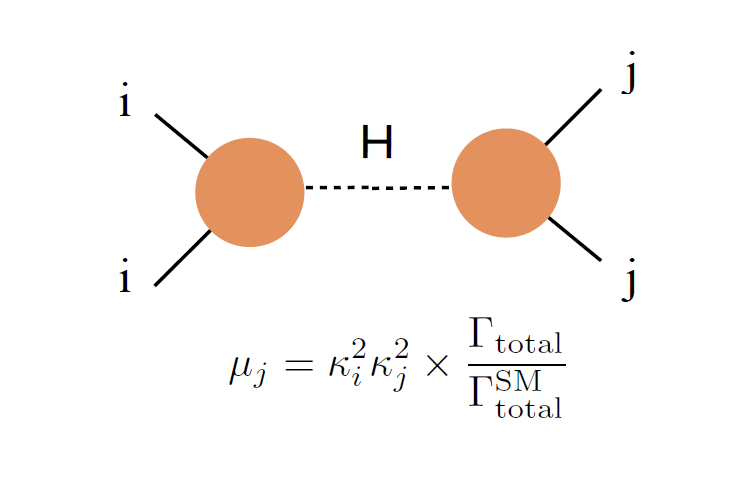 i
j
H
i
j
μ_j = κ_i^2 κ_j^2 × Γ_total / Γ_total^SM